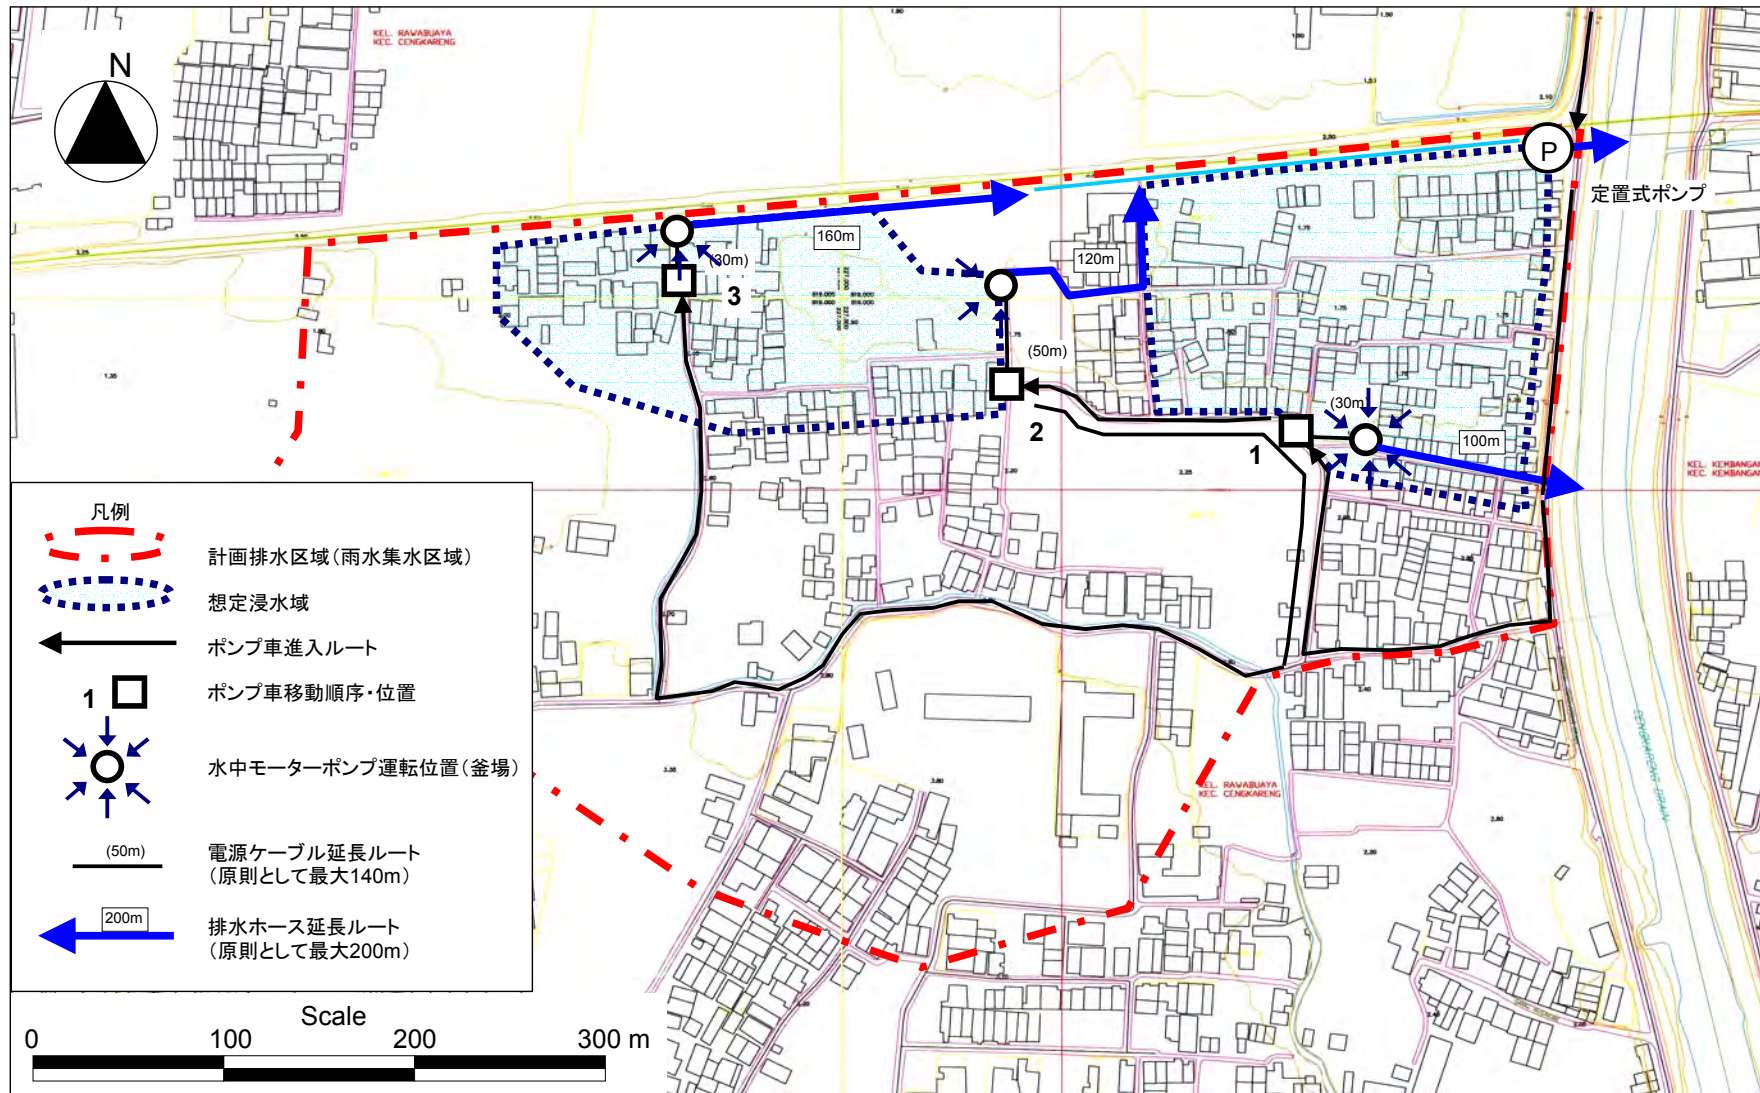 KEL. RAWABUAYA
KEC. CENGKARENG
N
P
定置式ポンプ
160m
(30m)
3
120m
(50m)
2
(30m)
1
100m
KEL. KEMBANGAN
KEC. KEMBANGAN
凡例
計画排水区域(雨水集水区域)
想定浸水域
ポンプ車進入ルート
1
ポンプ車移動順序・位置
水中モーターポンプ運転位置(釜場)
(50m)
電源ケーブル延長ルート
(原則として最大140m)
200m
排水ホース延長ルート
(原則として最大200m)
KEL. RAWABUAYA
KEC. CENGKARENG
CENGKARENG DRAIN
Scale
0
100
200
300 m